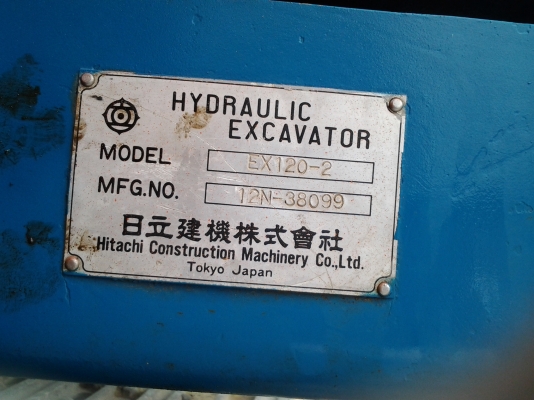 HYDRAULIC
EXCAVATOR
MODEL EX120-2
MFG.NO. 12N-38099
日立建機株式會社
Hitachi Construction Machinery Co.,Ltd.
Tokyo Japan